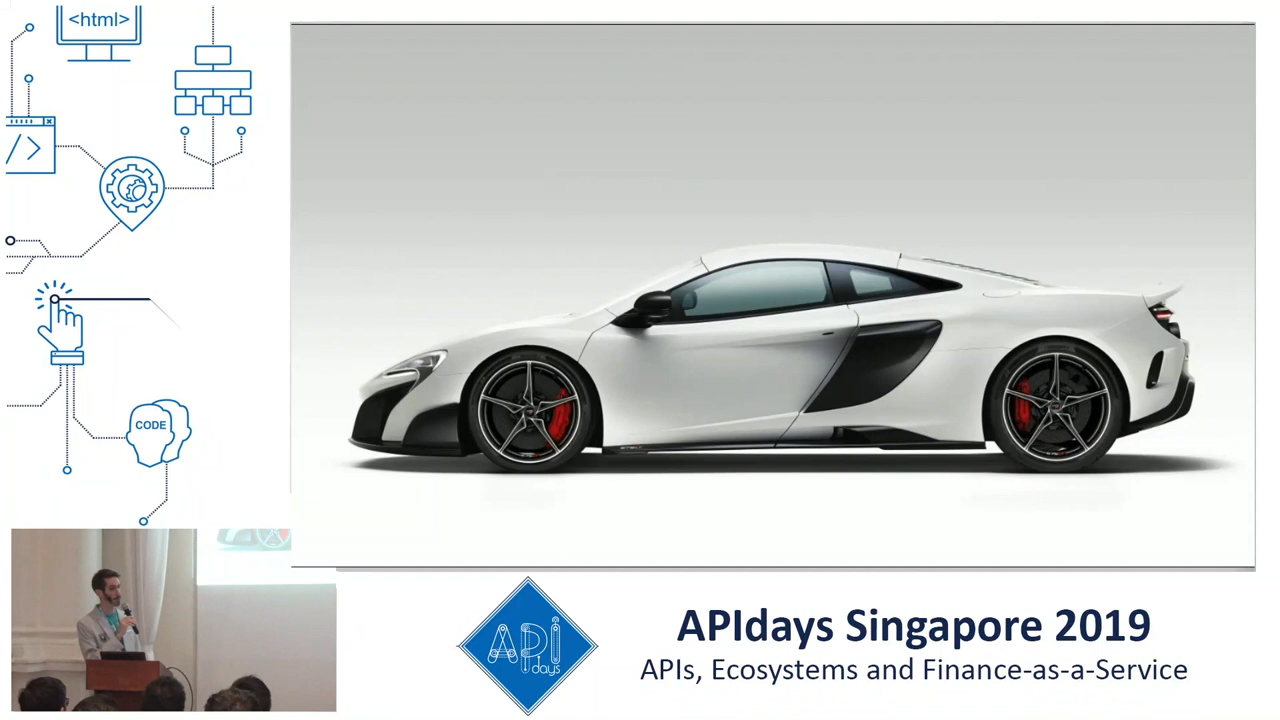 <html>
</>
CODE
API
days
APIdays Singapore 2019
APIs, Ecosystems and Finance-as-a-Service